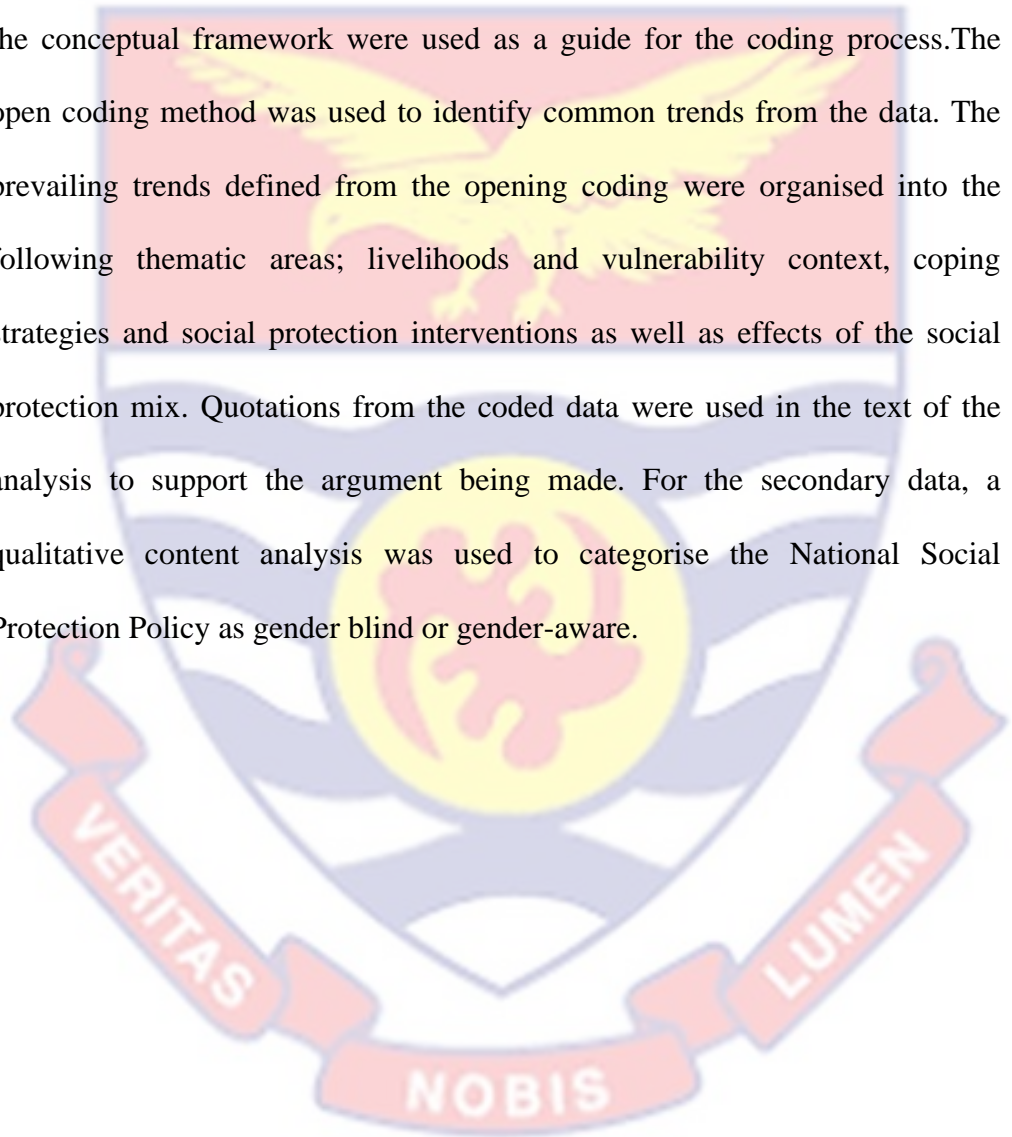 the conceptual framework were used as a guide for the coding process.The
open coding method was used to identify common trends from the data. The
prevailing trends defined from the opening coding were organised into the
following thematic areas; livelihoods and vulnerability context, coping
strategies and social protection interventions as well as effects of the social
protection mix. Quotations from the coded data were used in the text of the
analysis to support the argument being made. For the secondary data, a
qualitative content analysis was used to categorise the National Social
Protection Policy as gender blind or gender-aware.
VERITAS
NOBIS
LUMEN